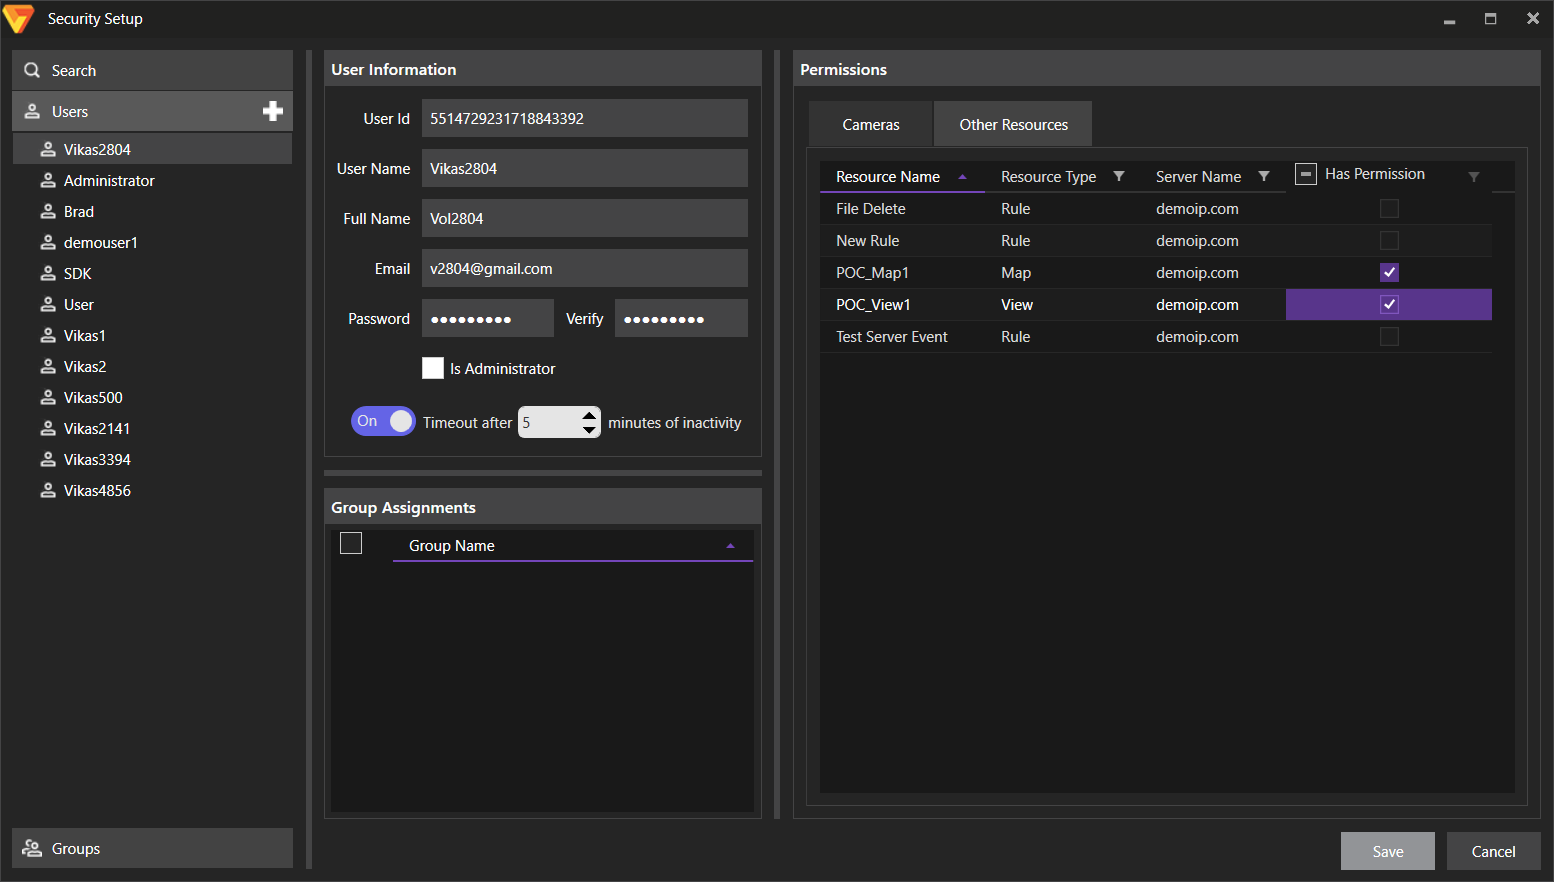 Security Setup
Search
Users
Vikas2804
Administrator
Brad
demouser1
SDK
User
Vikas1
Vikas2
Vikas500
Vikas2141
Vikas3394
Vikas4856
Groups
User Information
User Id 5514729231718843392
User Name Vikas2804
Full Name Vol2804
Email v2804@gmail.com
Password ●●●●●●●●● Verify ●●●●●●●●●
Is Administrator
On Timeout after 5 minutes of inactivity
Group Assignments
Group Name
Permissions
Cameras Other Resources
Resource Name Resource Type Server Name Has Permission
File Delete Rule demoip.com
New Rule Rule demoip.com
POC_Map1 Map demoip.com
POC_View1 View demoip.com
Test Server Event Rule demoip.com
Save Cancel